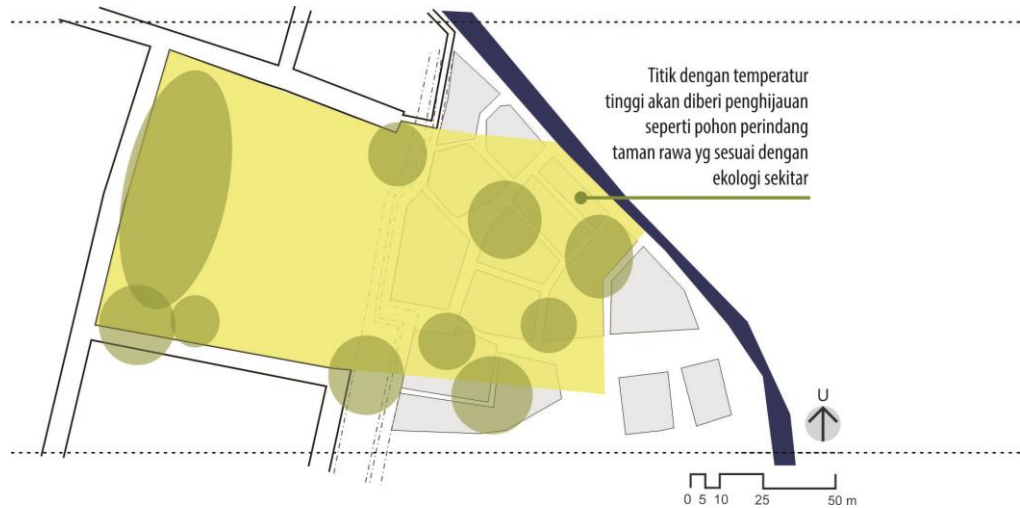 Titik dengan temperatur
tinggi akan diberi penghijauan
seperti pohon perindang
taman rawa yg sesuai dengan
ekologi sekitar
U
0 5 10 25 50 m